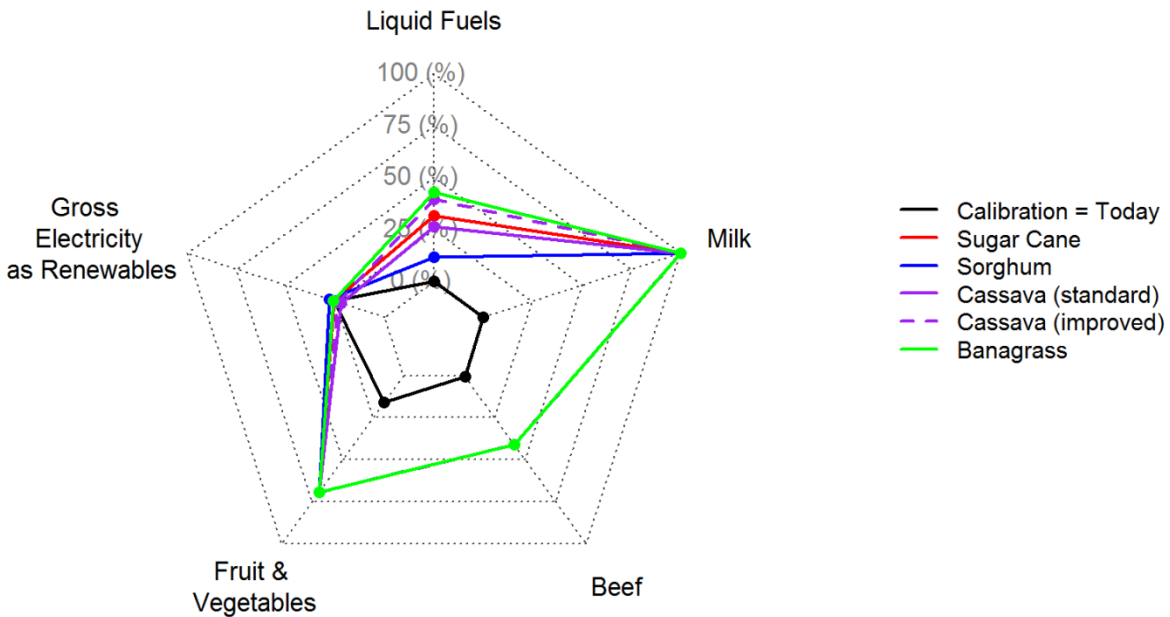 Liquid Fuels
100 (%)
75 (%)
50 (%)
25 (%)
0 (%)
Milk
Beef
Fruit &
Vegetables
Gross
Electricity
as Renewables
Calibration = Today
Sugar Cane
Sorghum
Cassava (standard)
Cassava (improved)
Banagrass